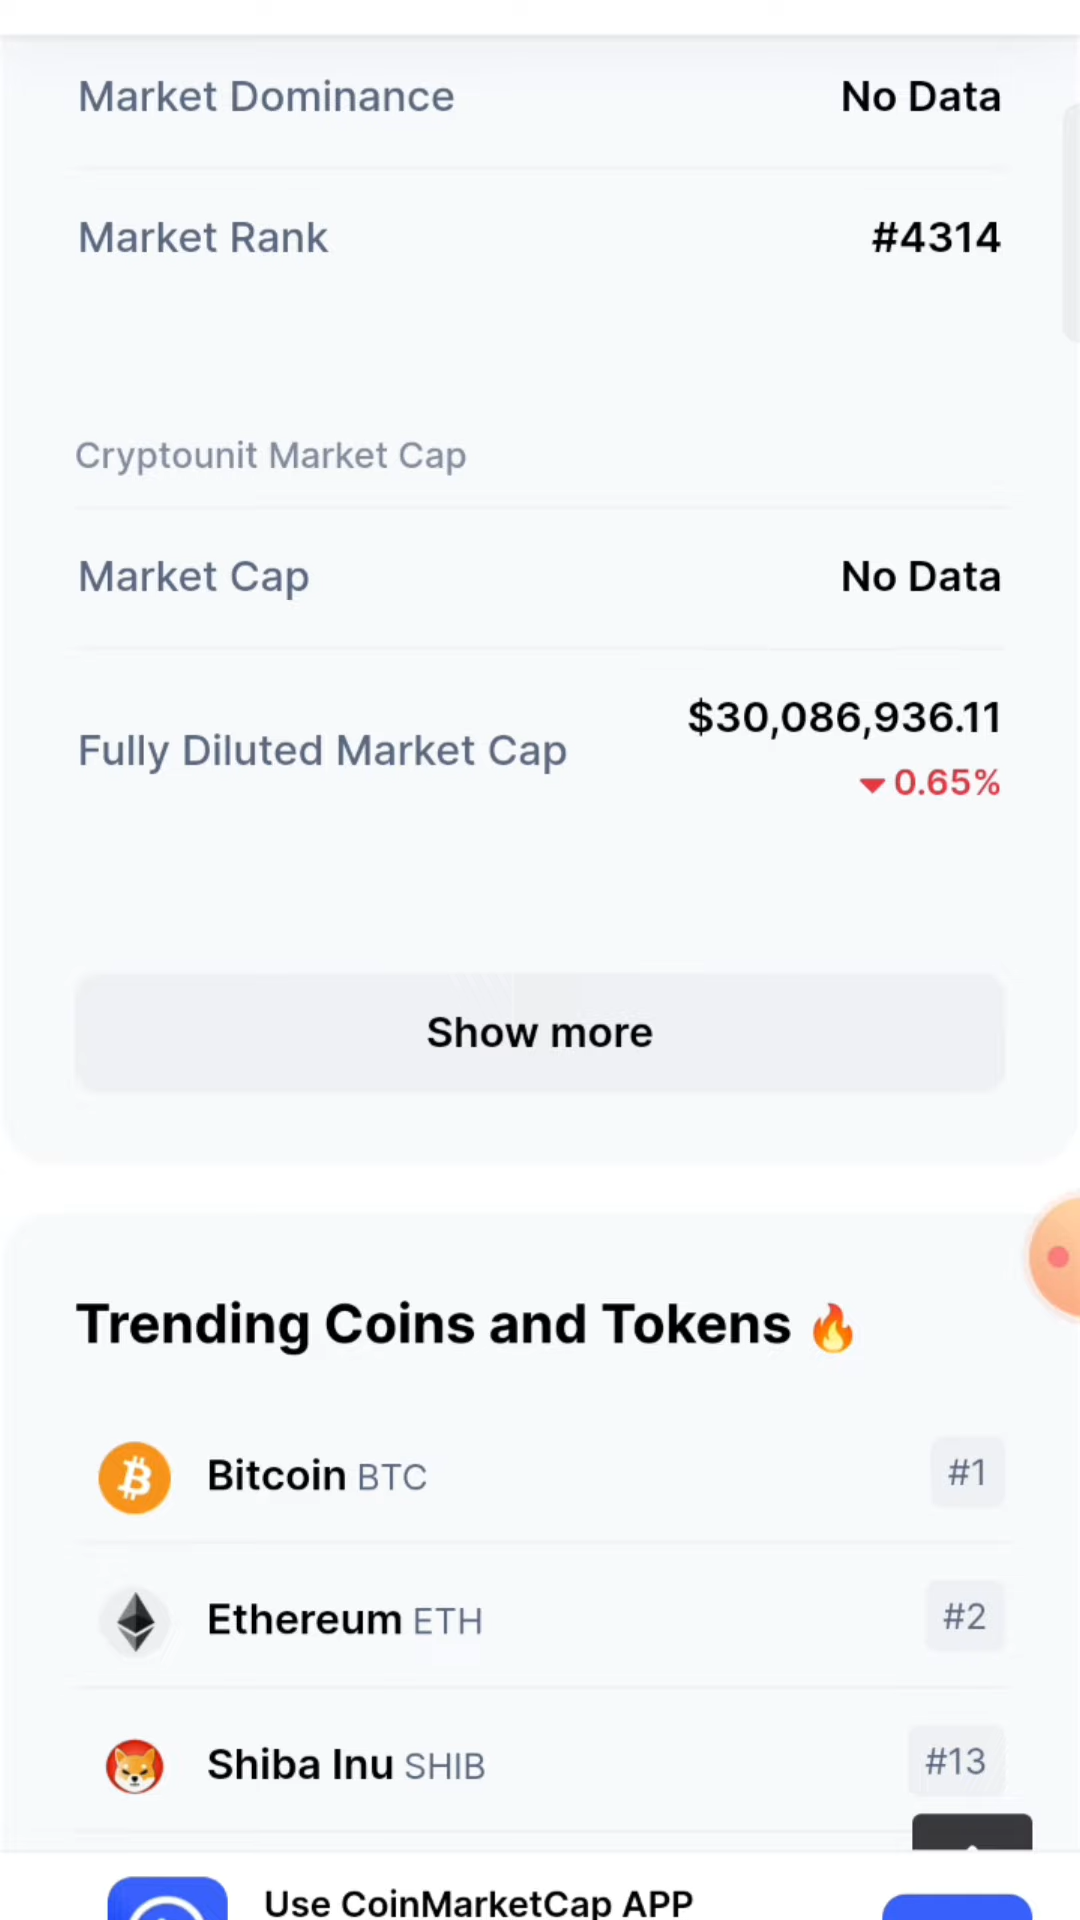 Market Dominance No Data
Market Rank #4314
Cryptounit Market Cap
Market Cap No Data
$30,086,936.11
Fully Diluted Market Cap
0.65%
Show more
Trending Coins and Tokens 🔥
Bitcoin BTC #1
Ethereum ETH #2
Shiba Inu SHIB #13
Use CoinMarketCap APP